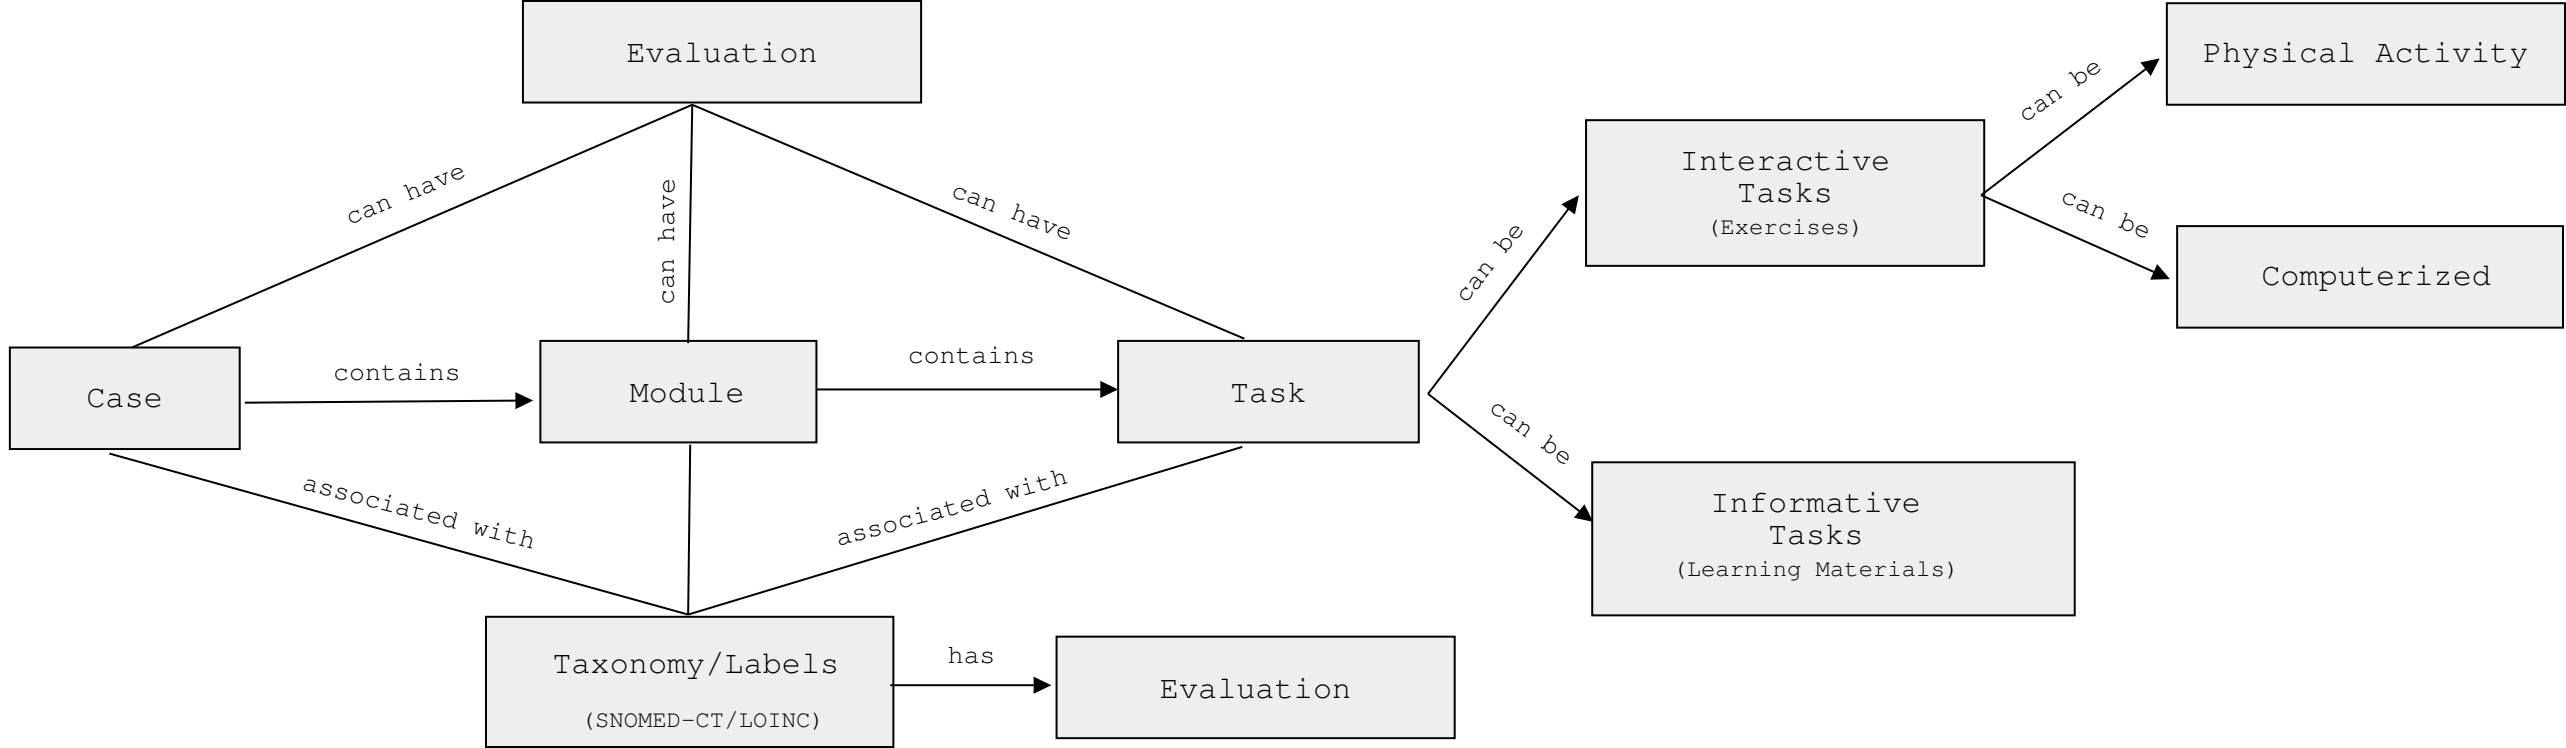 Evaluation
Physical Activity
can be
Interactive
Tasks
(Exercises)
can have
can have
can have
can be
can be
Computerized
Case
contains
Module
contains
Task
can be
associated with
associated with
Informative
Tasks
(Learning Materials)
Taxonomy/Labels
(SNOMED-CT/LOINC)
has
Evaluation